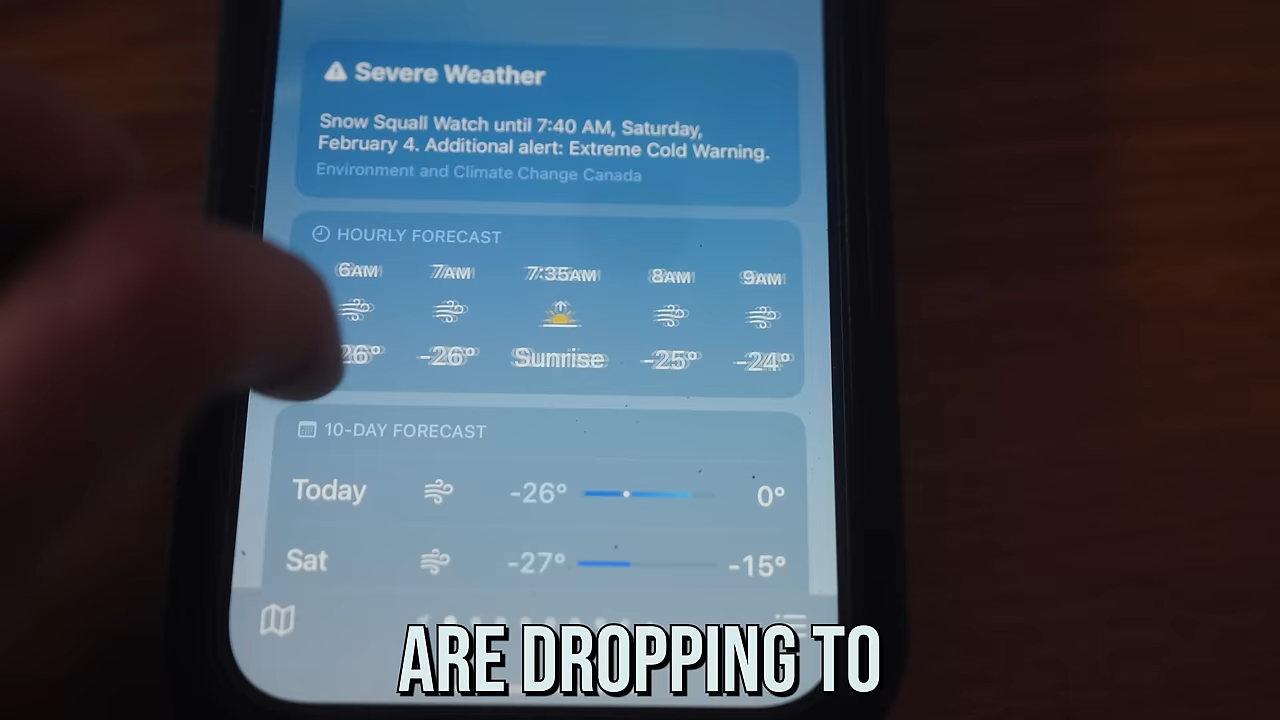 Severe Weather
Snow Squall Watch until 7:40 AM, Saturday,
February 4. Additional alert: Extreme Cold Warning.
Environment and Climate Change Canada
HOURLY FORECAST
6AM 7AM 7:35AM 8AM 9AM
26° -26° Sunrise -25° -24°
10-DAY FORECAST
Today -26° 0°
Sat -27° -15°
ARE DROPPING TO